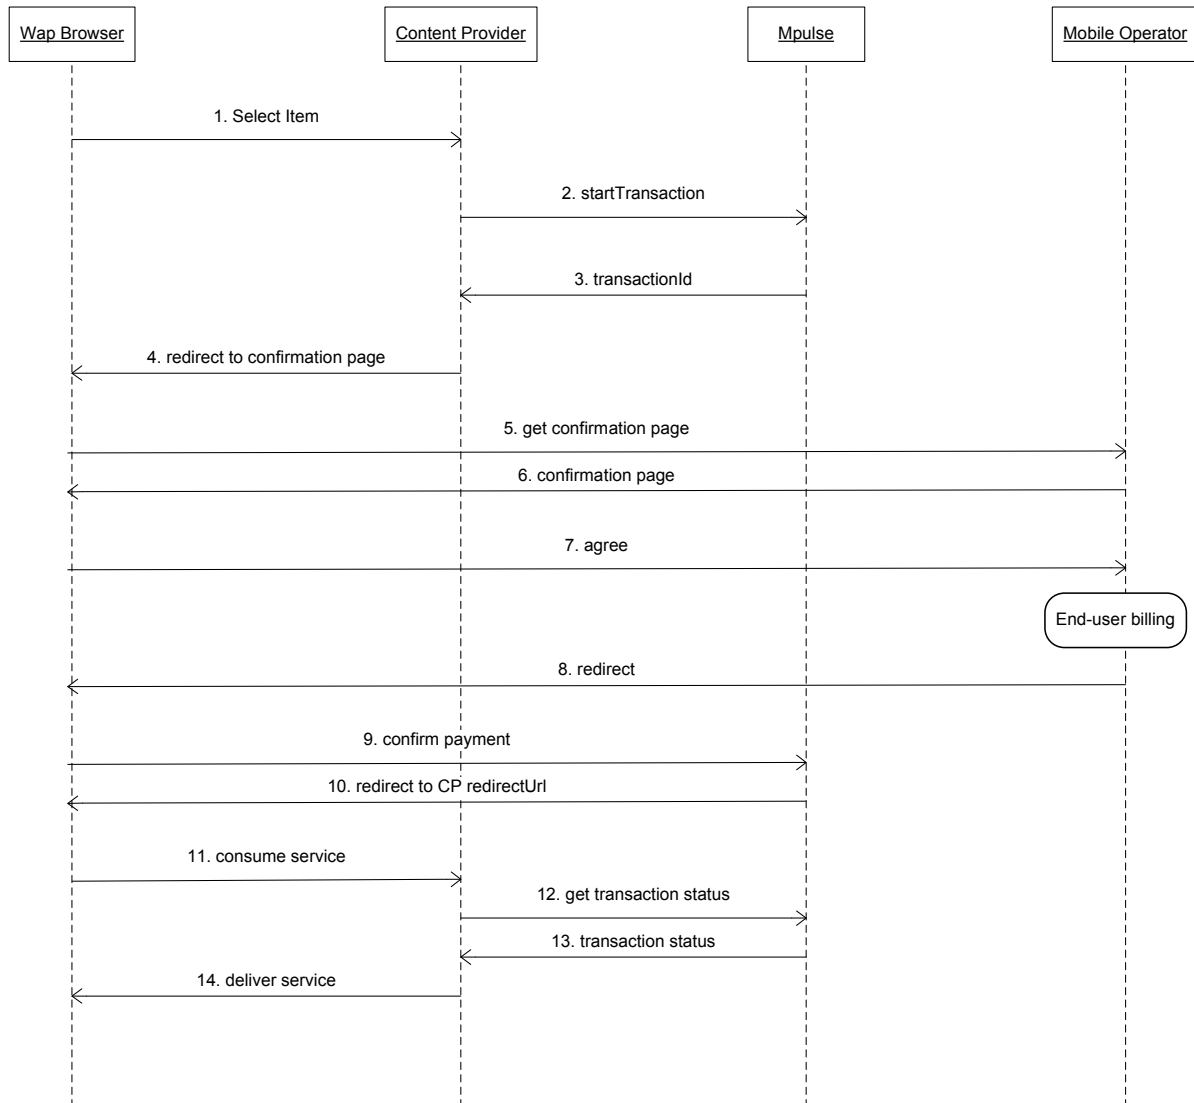 Wap Browser
Content Provider
Mpulse
Mobile Operator
1. Select Item
2. startTransaction
3. transactionId
4. redirect to confirmation page
5. get confirmation page
6. confirmation page
7. agree
End-user billing
8. redirect
9. confirm payment
10. redirect to CP redirectUrl
11. consume service
12. get transaction status
13. transaction status
14. deliver service